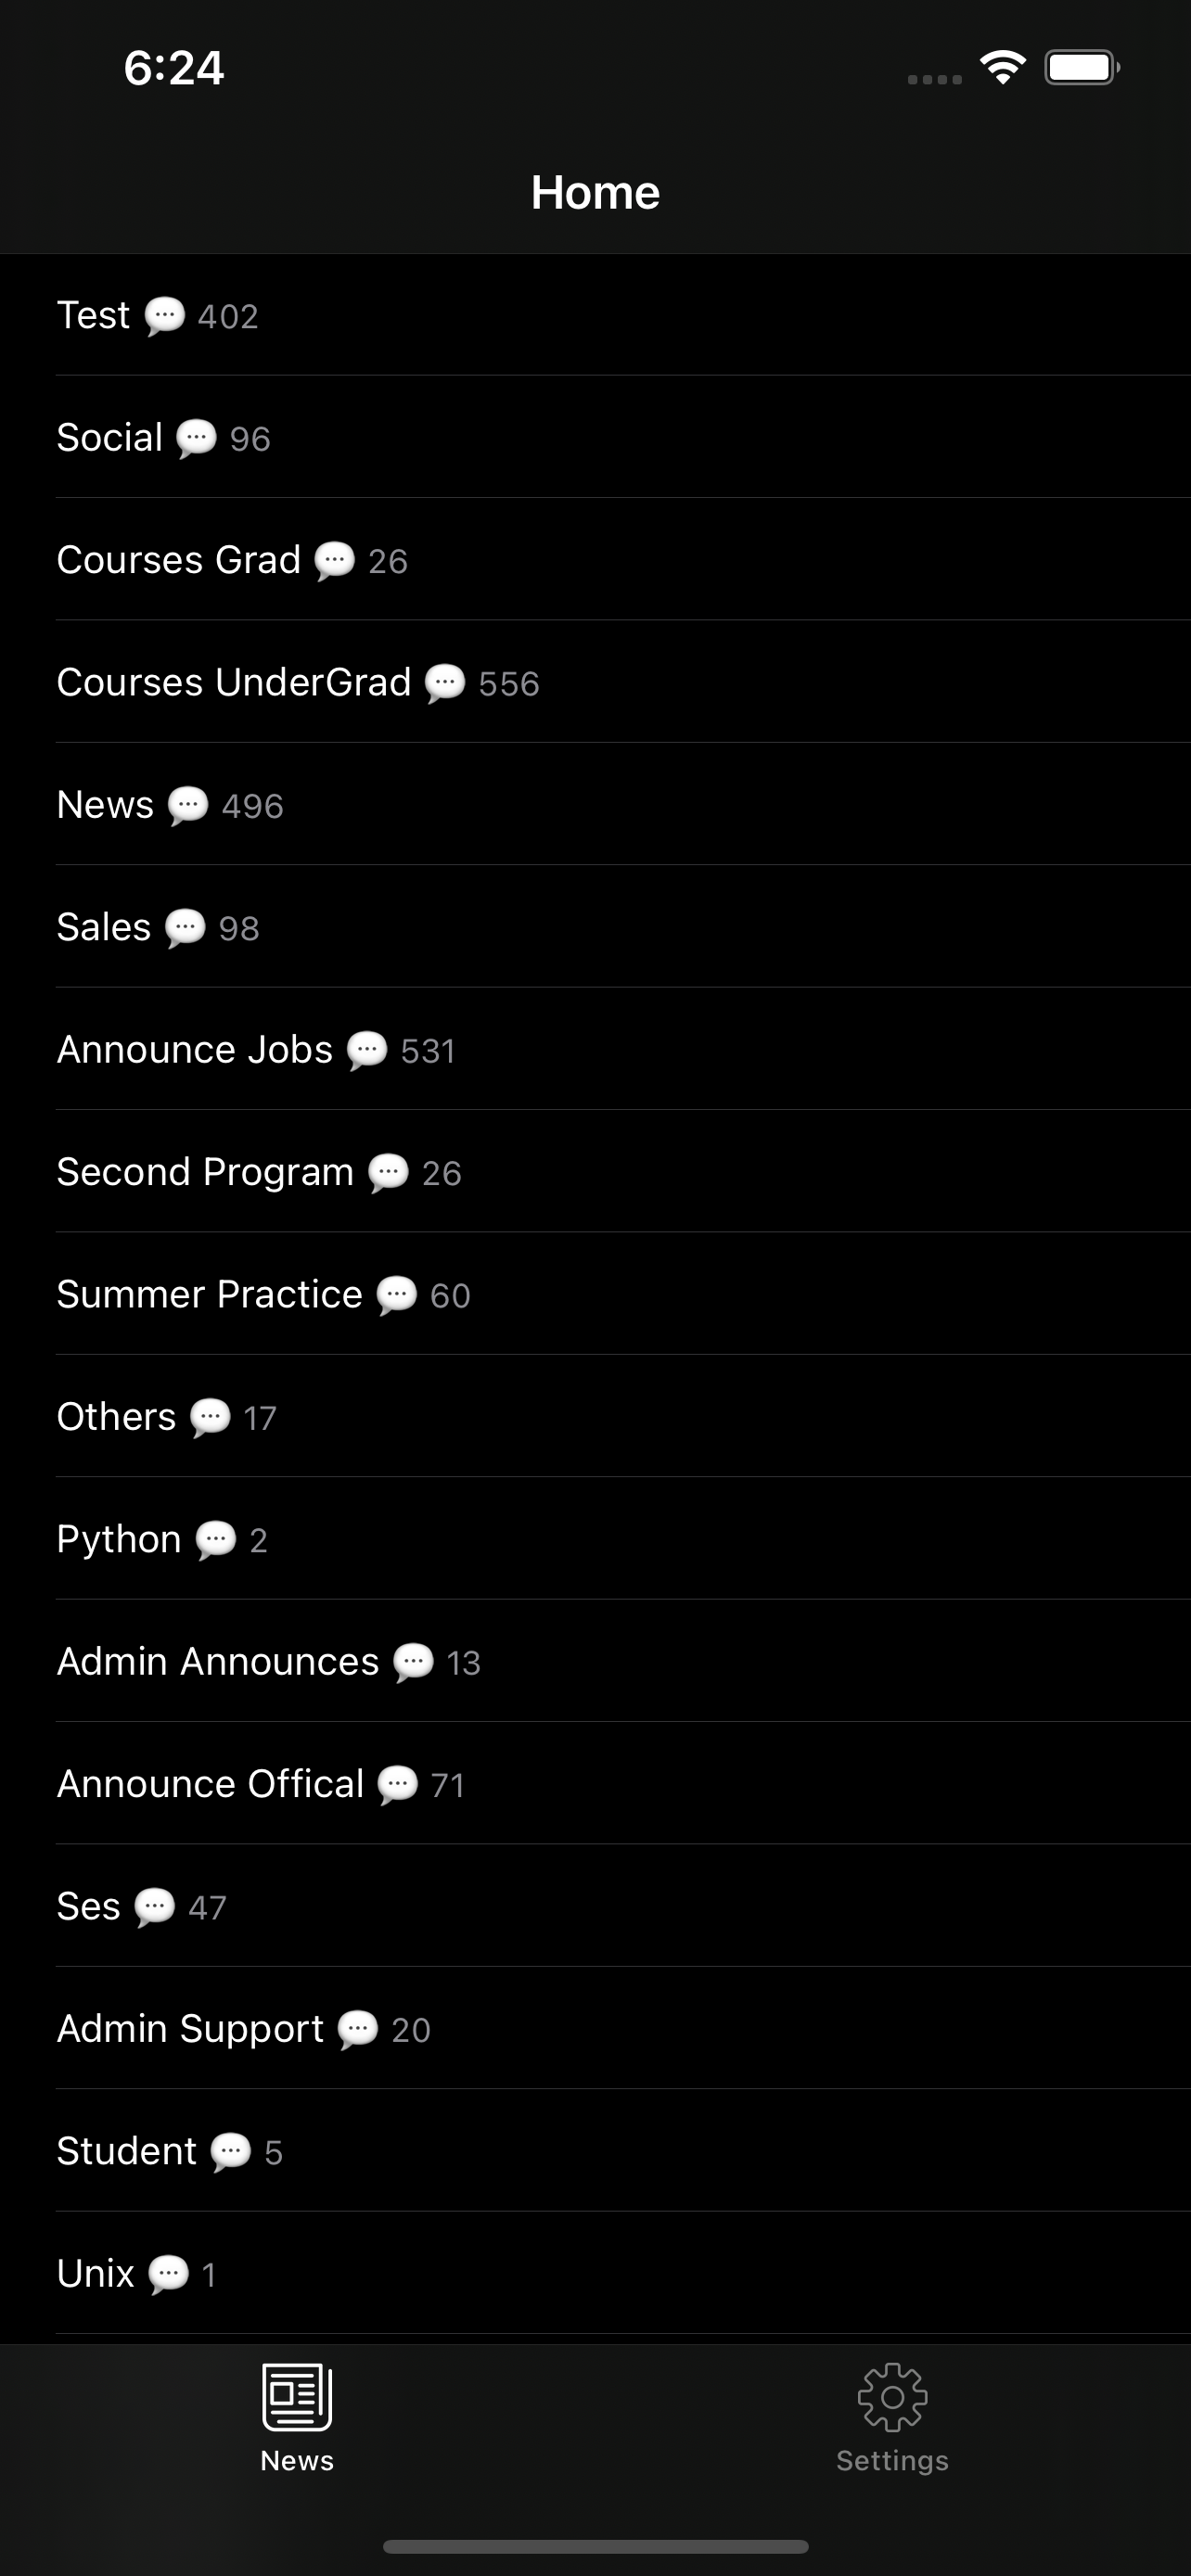 6:24
Home
Test 💬 402
Social 💬 96
Courses Grad 💬 26
Courses UnderGrad 💬 556
News 💬 496
Sales 💬 98
Announce Jobs 💬 531
Second Program 💬 26
Summer Practice 💬 60
Others 💬 17
Python 💬 2
Admin Announces 💬 13
Announce Offical 💬 71
Ses 💬 47
Admin Support 💬 20
Student 💬 5
Unix 💬 1
News
Settings